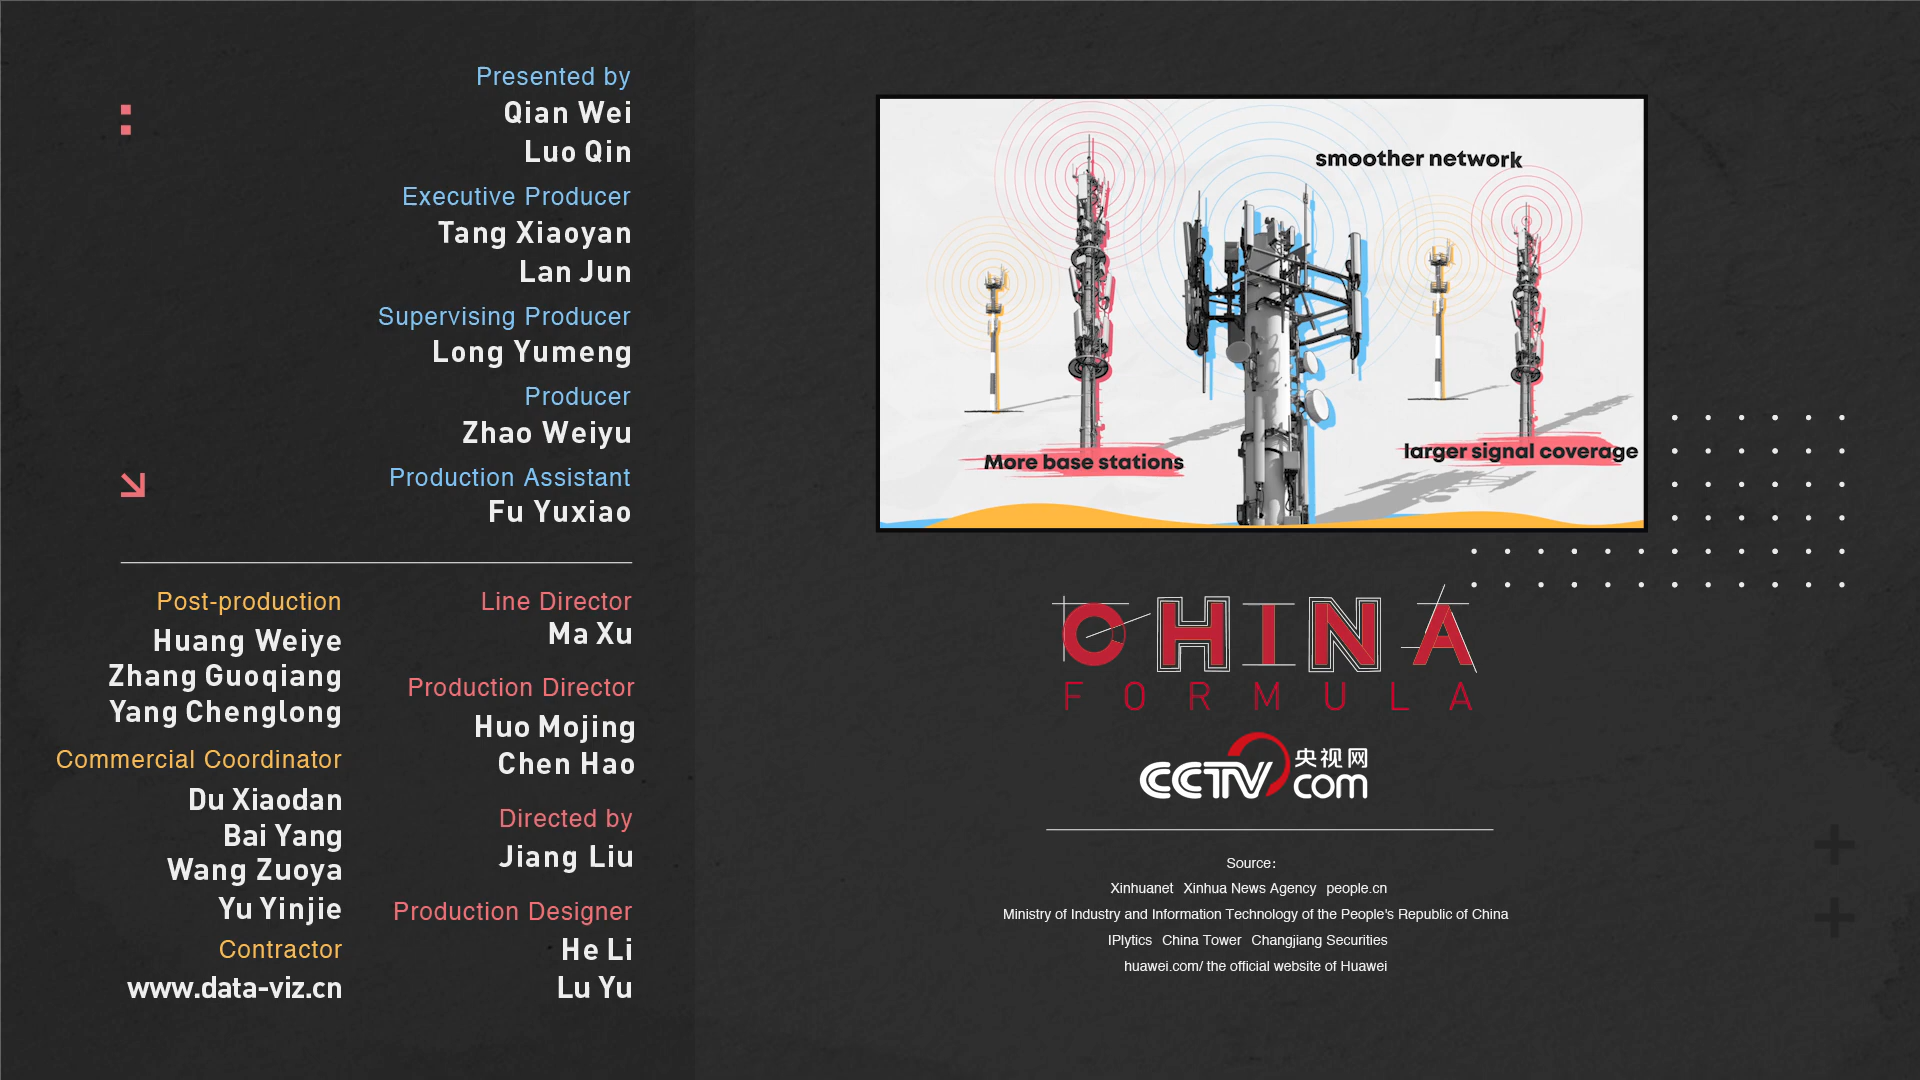 Presented by
Qian Wei
Luo Qin
Executive Producer
Tang Xiaoyan
Lan Jun
Supervising Producer
Long Yumeng
Producer
Zhao Weiyu
Production Assistant
Fu Yuxiao
Post-production
Huang Weiye
Zhang Guoqiang
Yang Chenglong
Commercial Coordinator
Du Xiaodan
Bai Yang
Wang Zuoya
Yu Yinjie
Contractor
www.data-viz.cn
Line Director
Ma Xu
Production Director
Huo Mojing
Chen Hao
Directed by
Jiang Liu
Production Designer
He Li
Lu Yu
smoother network
More base stations
larger signal coverage
CHINA
FORMULA
CCTV 央视网
com
Source:
Xinhuanet Xinhua News Agency people.cn
Ministry of Industry and Information Technology of the People's Republic of China
IPlytics China Tower Changjiang Securities
huawei.com/ the official website of Huawei